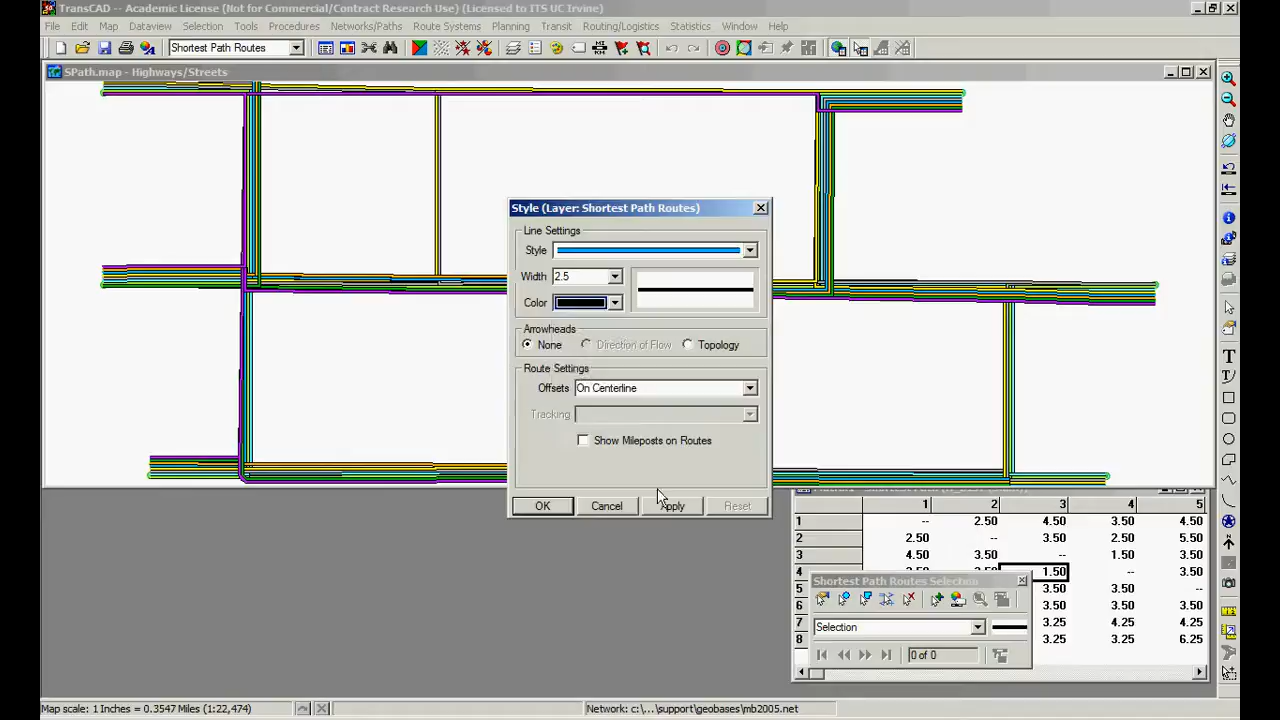 TransCAD -- Academic License (Not for Commercial/Contract Research Use) (Licensed to ITS UC Irvine)
File Edit Map Dataview Selection Tools Procedures Networks/Paths Route Systems Planning Transit Routing/Logistics Statistics Window Help
Shortest Path Routes
SPath.map - Highways/Streets
Style (Layer: Shortest Path Routes)
Line Settings
Style
Width 2.5
Color
Arrowheads
None Direction of Flow Topology
Route Settings
Offsets On Centerline
Tracking
Show Mileposts on Routes
OK Cancel Apply Reset
1 2 3 4 5
1 -- 2.50 4.50 3.50 4.50
2 2.50 -- 3.50 2.50 5.50
3 4.50 3.50 -- 1.50 3.50
4 1.50 -- 3.50
Shortest Path Routes Selection
5 3.50 3.50 --
6 3.50 3.50 3.50
7 3.25 4.25 4.25
8 3.25 3.25 6.25
Selection
0 of 0
Map scale: 1 Inches = 0.3547 Miles (1:22,474)
Network: c:\...\support\geobases\mb2005.net